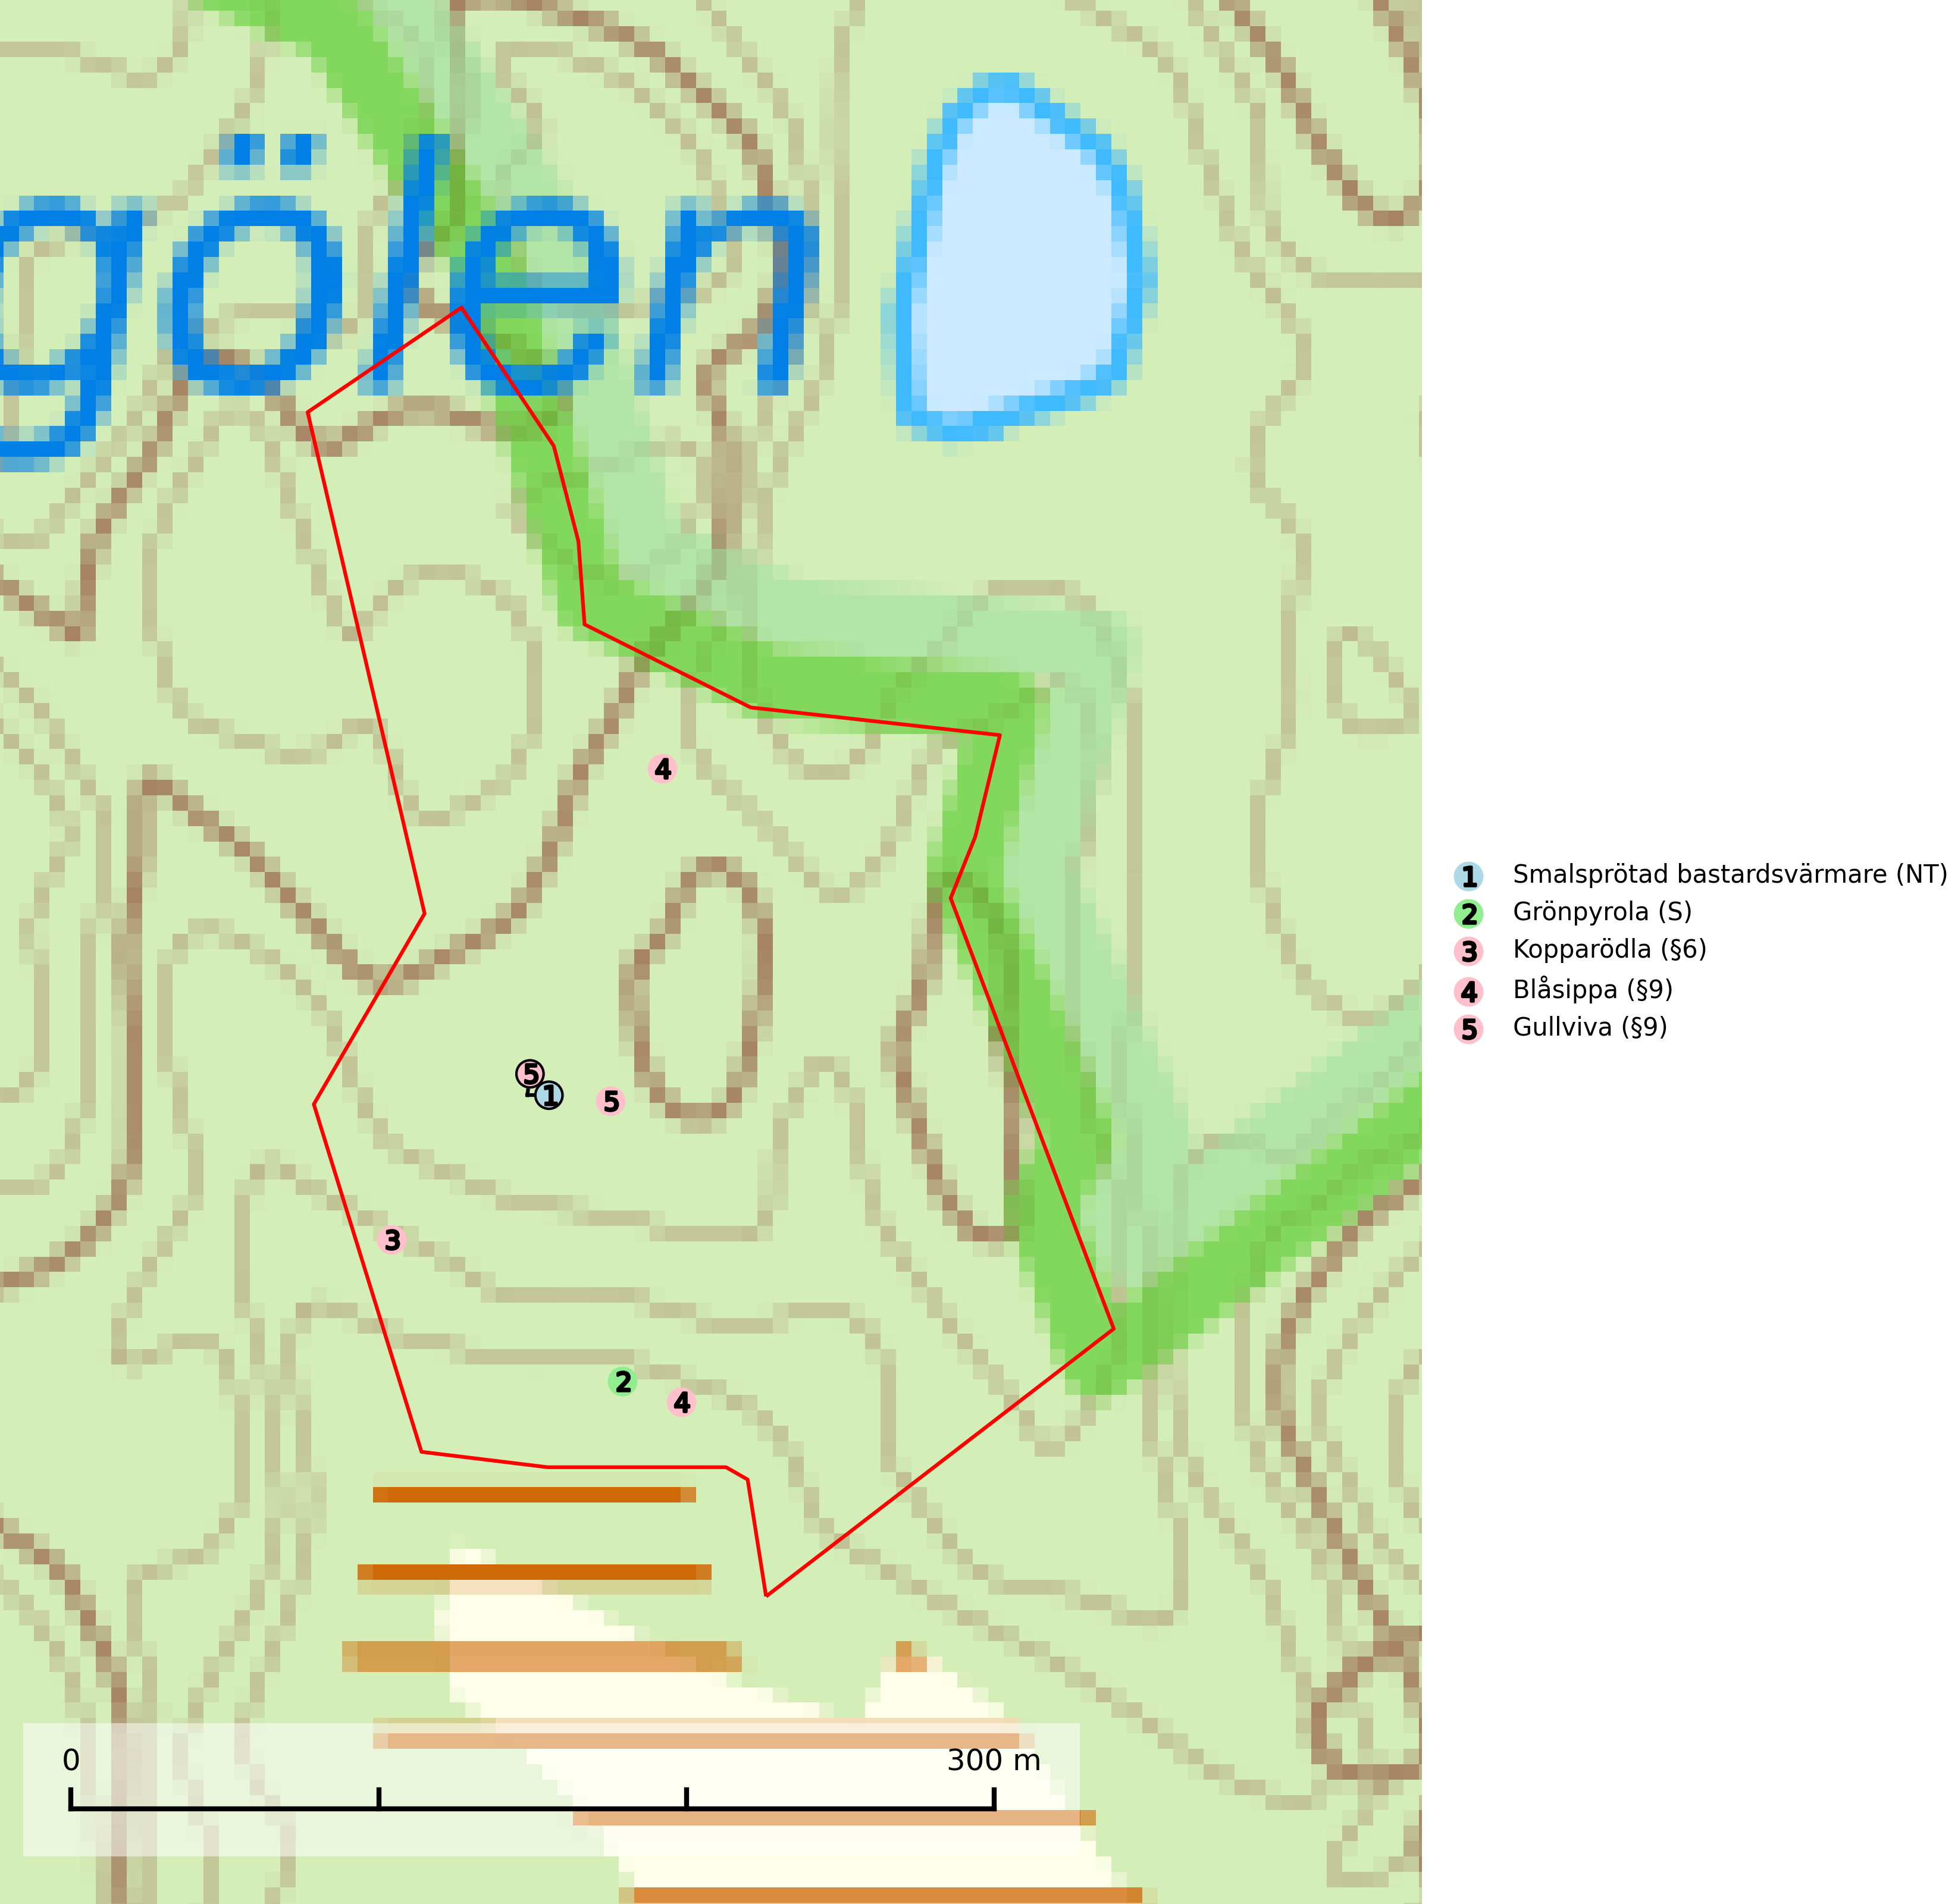 gölen
4
5
1
5
3
2
4
0 300 m
1 Smalsprötad bastardsvärmare (NT)
2 Grönpyrola (S)
3 Kopparödla (§6)
4 Blåsippa (§9)
5 Gullviva (§9)